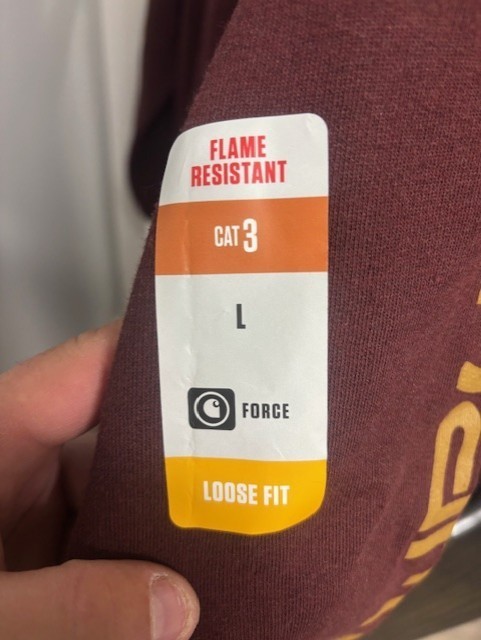 FLAME
RESISTANT
CAT 3
L
FORCE
LOOSE FIT